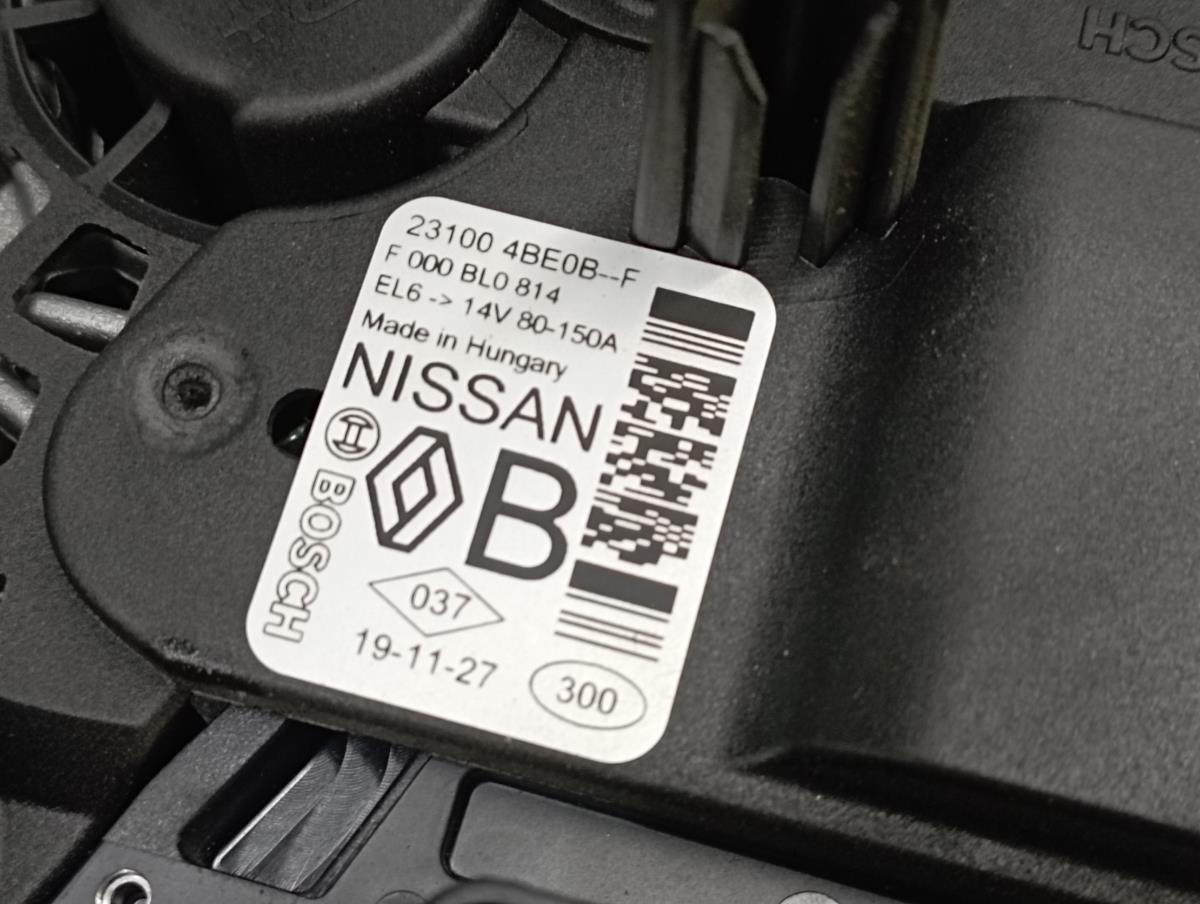 23100 4BE0B--F
F 000 BL0 814
EL6 -> 14V 80-150A
Made in Hungary
NISSAN
B
BOSCH
037
19-11-27
300